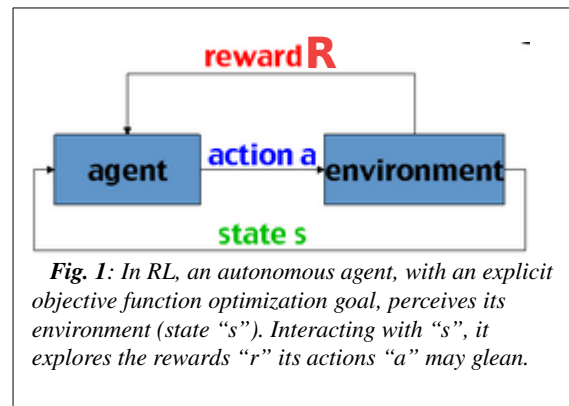 reward R
agent
action a
environment
state s
Fig. 1: In RL, an autonomous agent, with an explicit
objective function optimization goal, perceives its
environment (state “s”). Interacting with “s”, it
explores the rewards “r” its actions “a” may glean.